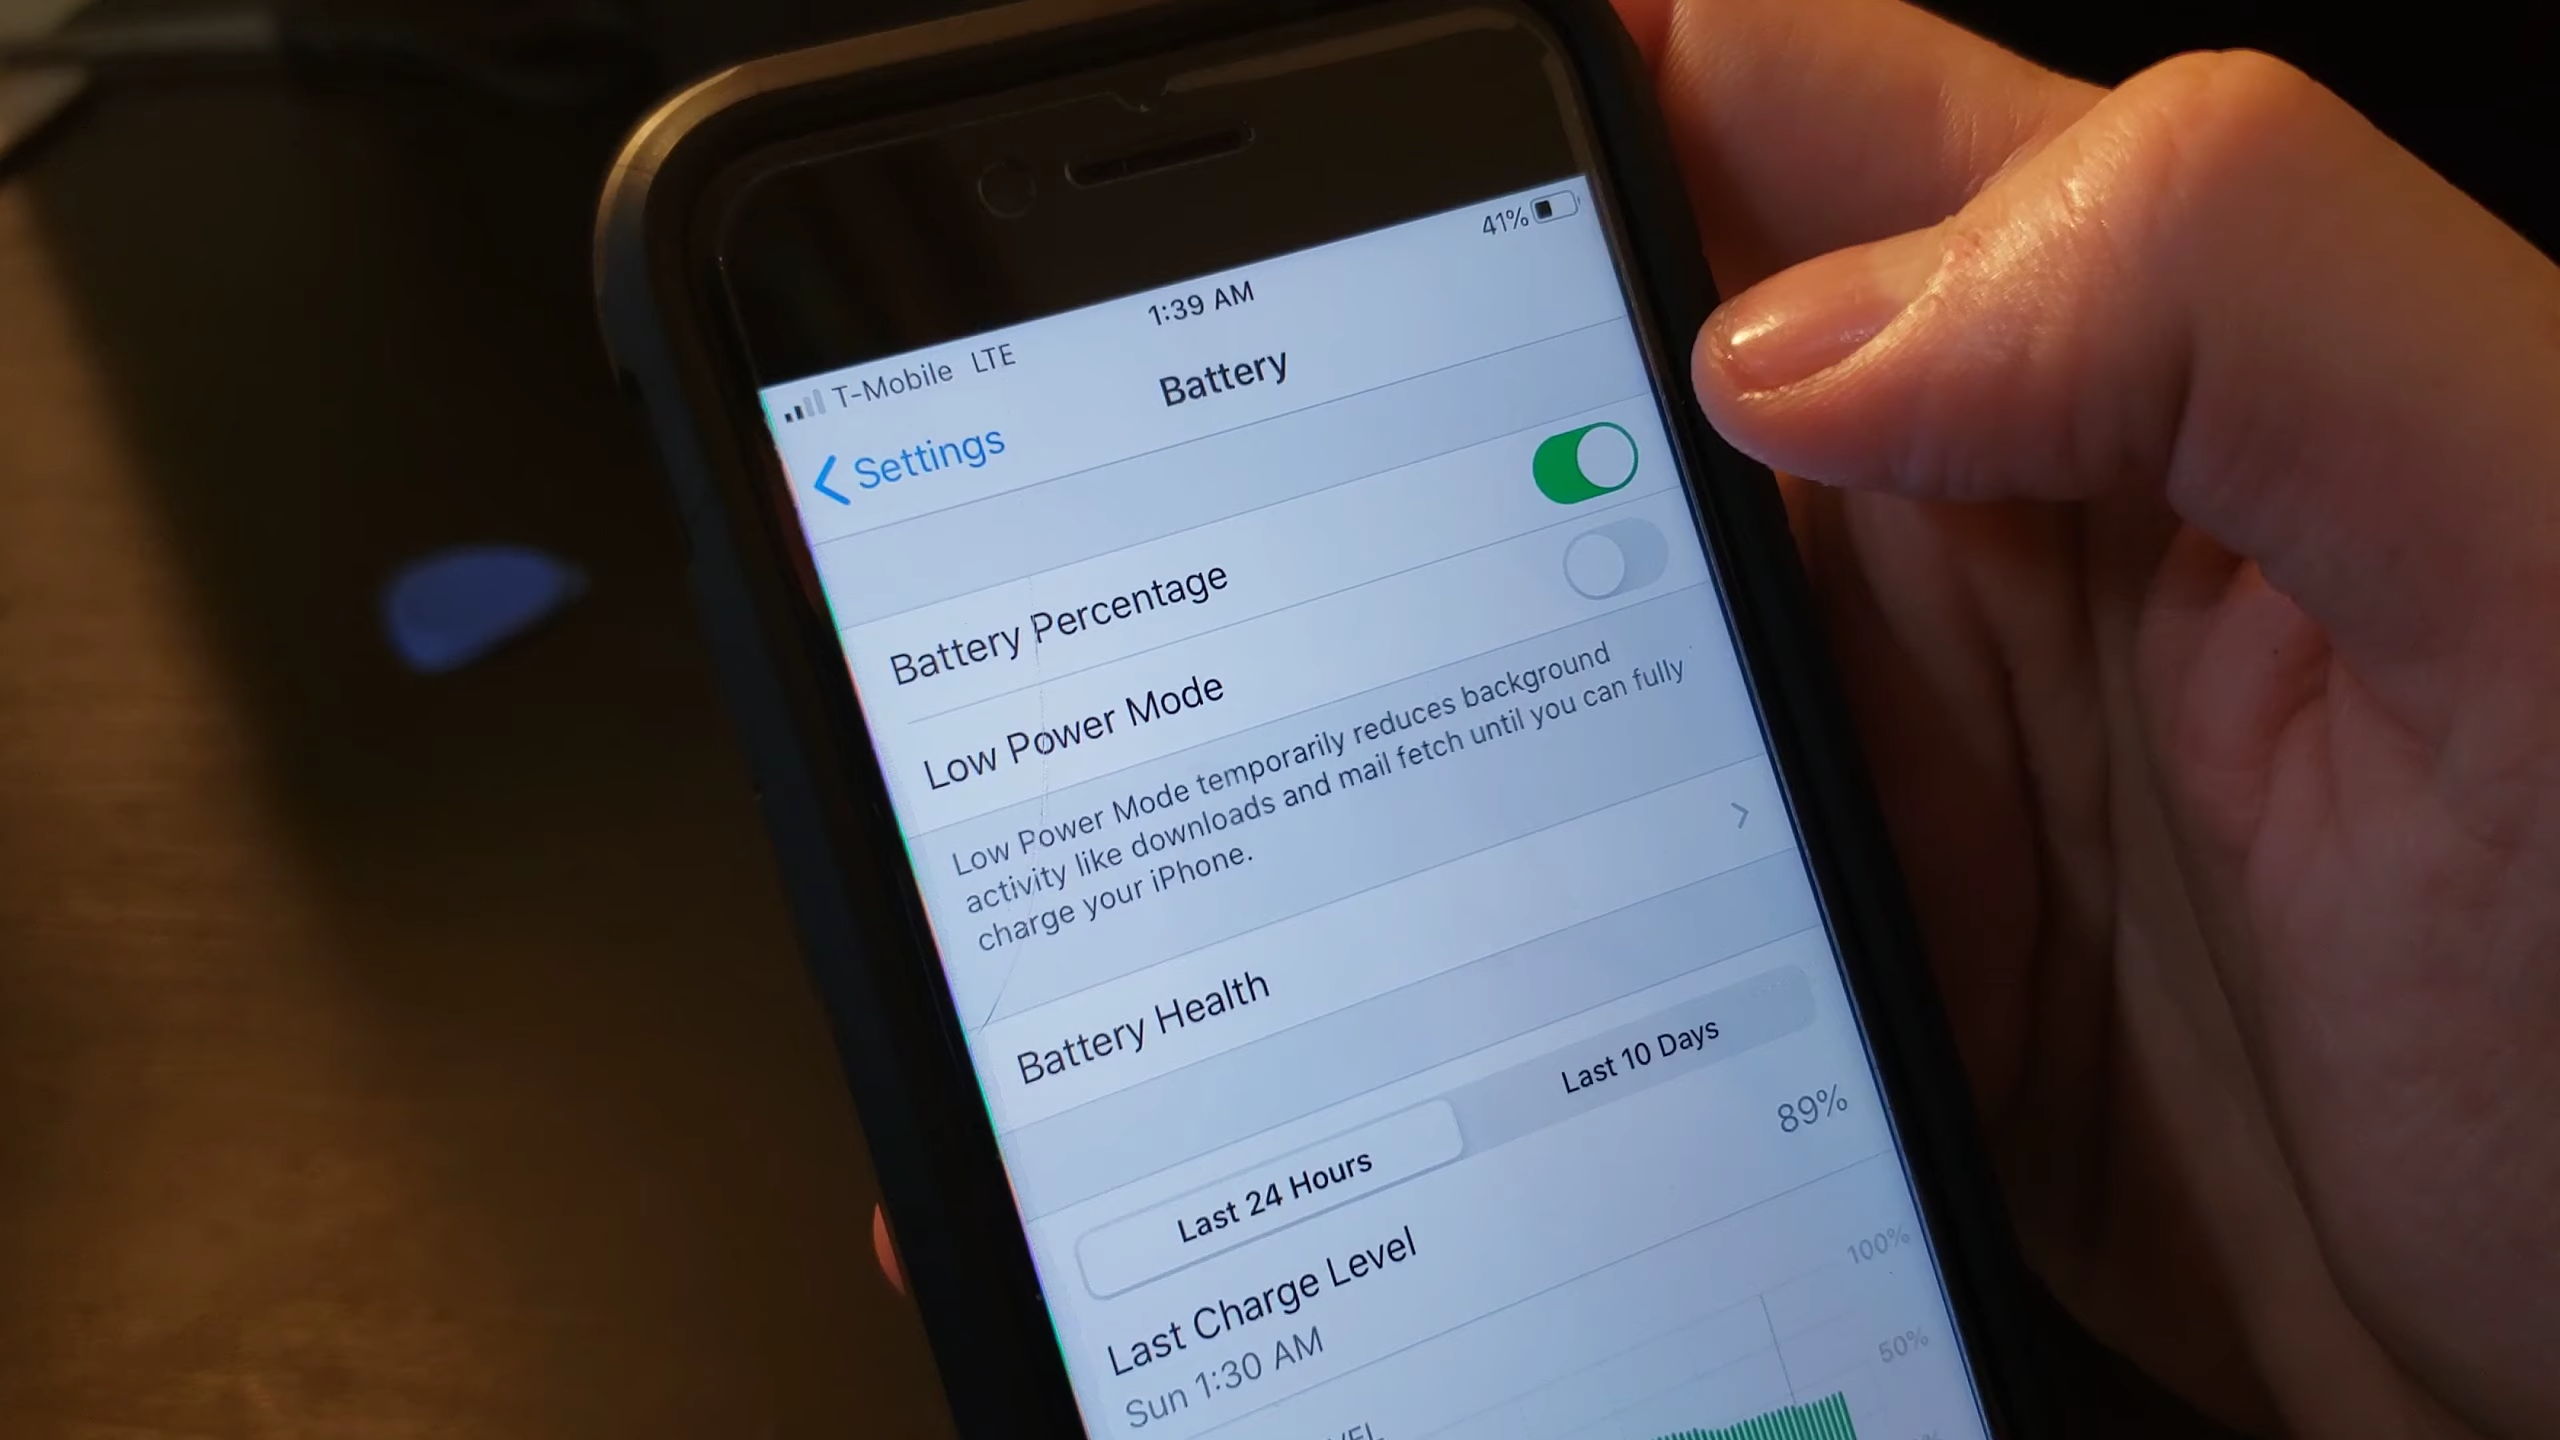 T-Mobile LTE
1:39 AM
41%
Settings
Battery
Battery Percentage
Low Power Mode
Low Power Mode temporarily reduces background
activity like downloads and mail fetch until you can fully
charge your iPhone.
Battery Health
Last 24 Hours
Last 10 Days
Last Charge Level
89%
Sun 1:30 AM
100%
50%